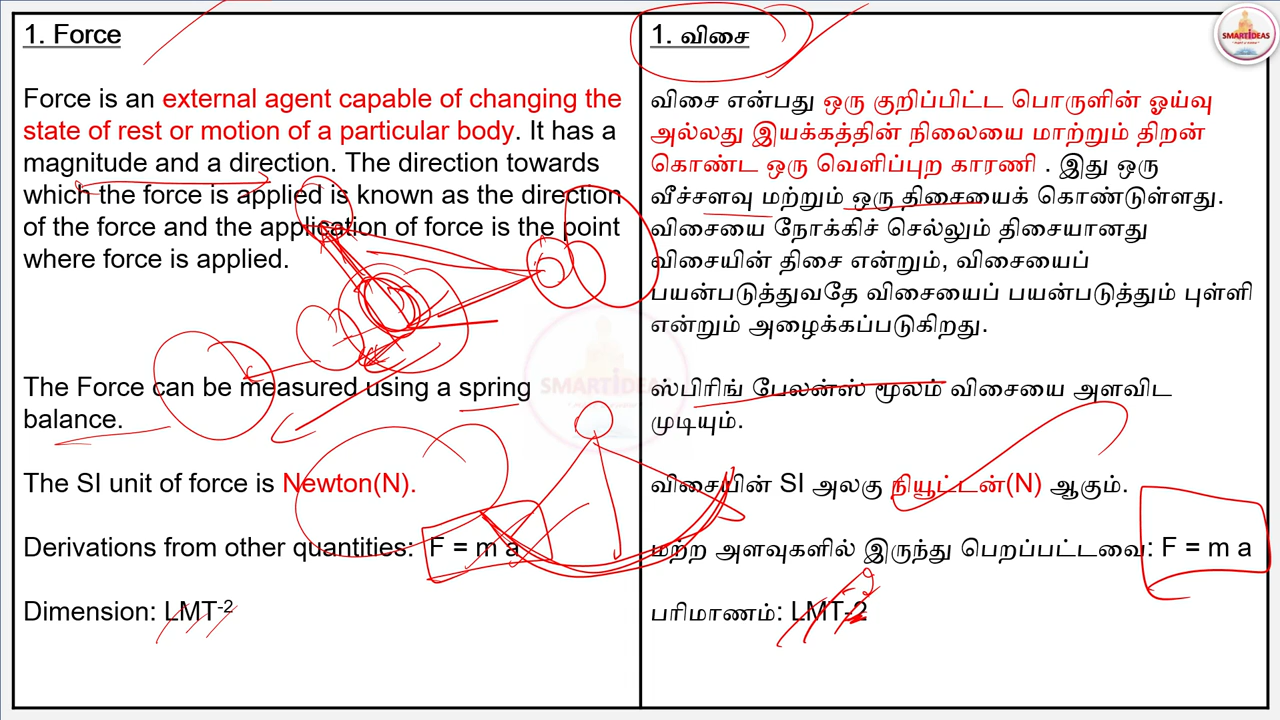 1. Force
Force is an external agent capable of changing the
state of rest or motion of a particular body. It has a
magnitude and a direction. The direction towards
which the force is applied is known as the direction
of the force and the application of force is the point
where force is applied.
The Force can be measured using a spring
balance.
The SI unit of force is Newton(N).
Derivations from other quantities: F = m a
Dimension: LMT⁻²
1. விசை
விசை என்பது ஒரு குறிப்பிட்ட பொருளின் ஓய்வு
அல்லது இயக்கத்தின் நிலையை மாற்றும் திறன்
கொண்ட ஒரு வெளிப்புற காரணி . இது ஒரு
வீச்சளவு மற்றும் ஒரு திசையைக் கொண்டுள்ளது.
விசையை நோக்கிச் செல்லும் திசையானது
விசையின் திசை என்றும், விசையைப்
பயன்படுத்துவதே விசையைப் பயன்படுத்தும் புள்ளி
என்றும் அழைக்கப்படுகிறது.
ஸ்பிரிங் பேலன்ஸ் மூலம் விசையை அளவிட
முடியும்.
விசையின் SI அலகு நியூட்டன்(N) ஆகும்.
மற்ற அளவுகளில் இருந்து பெறப்பட்டவை: F = m a
பரிமாணம்: LMT-2
SMARTIDEAS
SMARTIDEAS